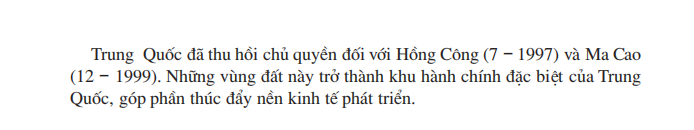 Trung Quốc đã thu hồi chủ quyền đối với Hồng Công (7 – 1997) và Ma Cao
(12 – 1999). Những vùng đất này trở thành khu hành chính đặc biệt của Trung
Quốc, góp phần thúc đẩy nền kinh tế phát triển.